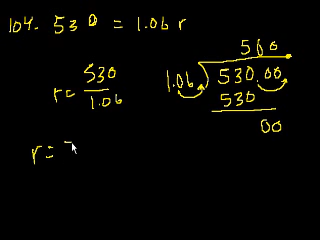 104. 530 = 1.06 r
r = 530
1.06
500
1.06 530.00
530
00
r =